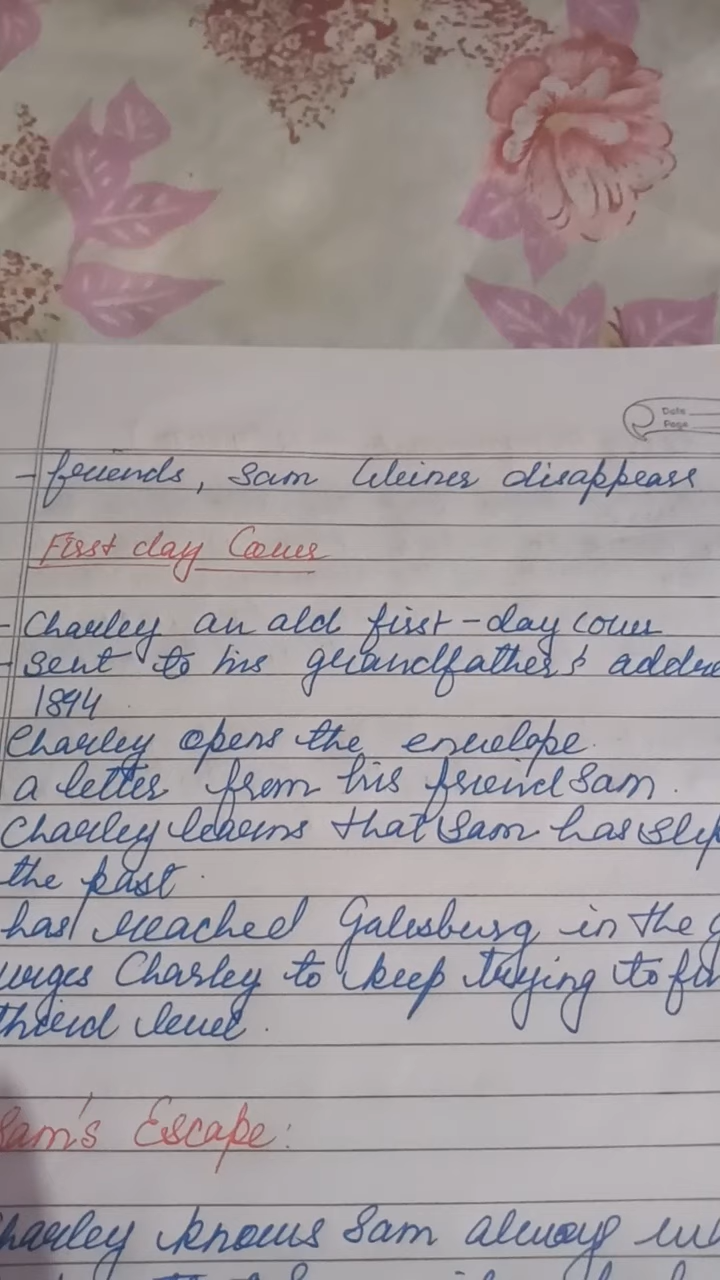 Date
Page
- friends, Sam Weiner disappears
First day Cover
- Charley an old first-day cover
- sent to his grandfather's addre
1894
Charley opens the envelope.
a letter from his friend Sam.
Charley learns that Sam has slip
the past.
has reached Galesburg in the
urges Charley to keep trying to
third level.
Sam's Escape:
Charley knows Sam always